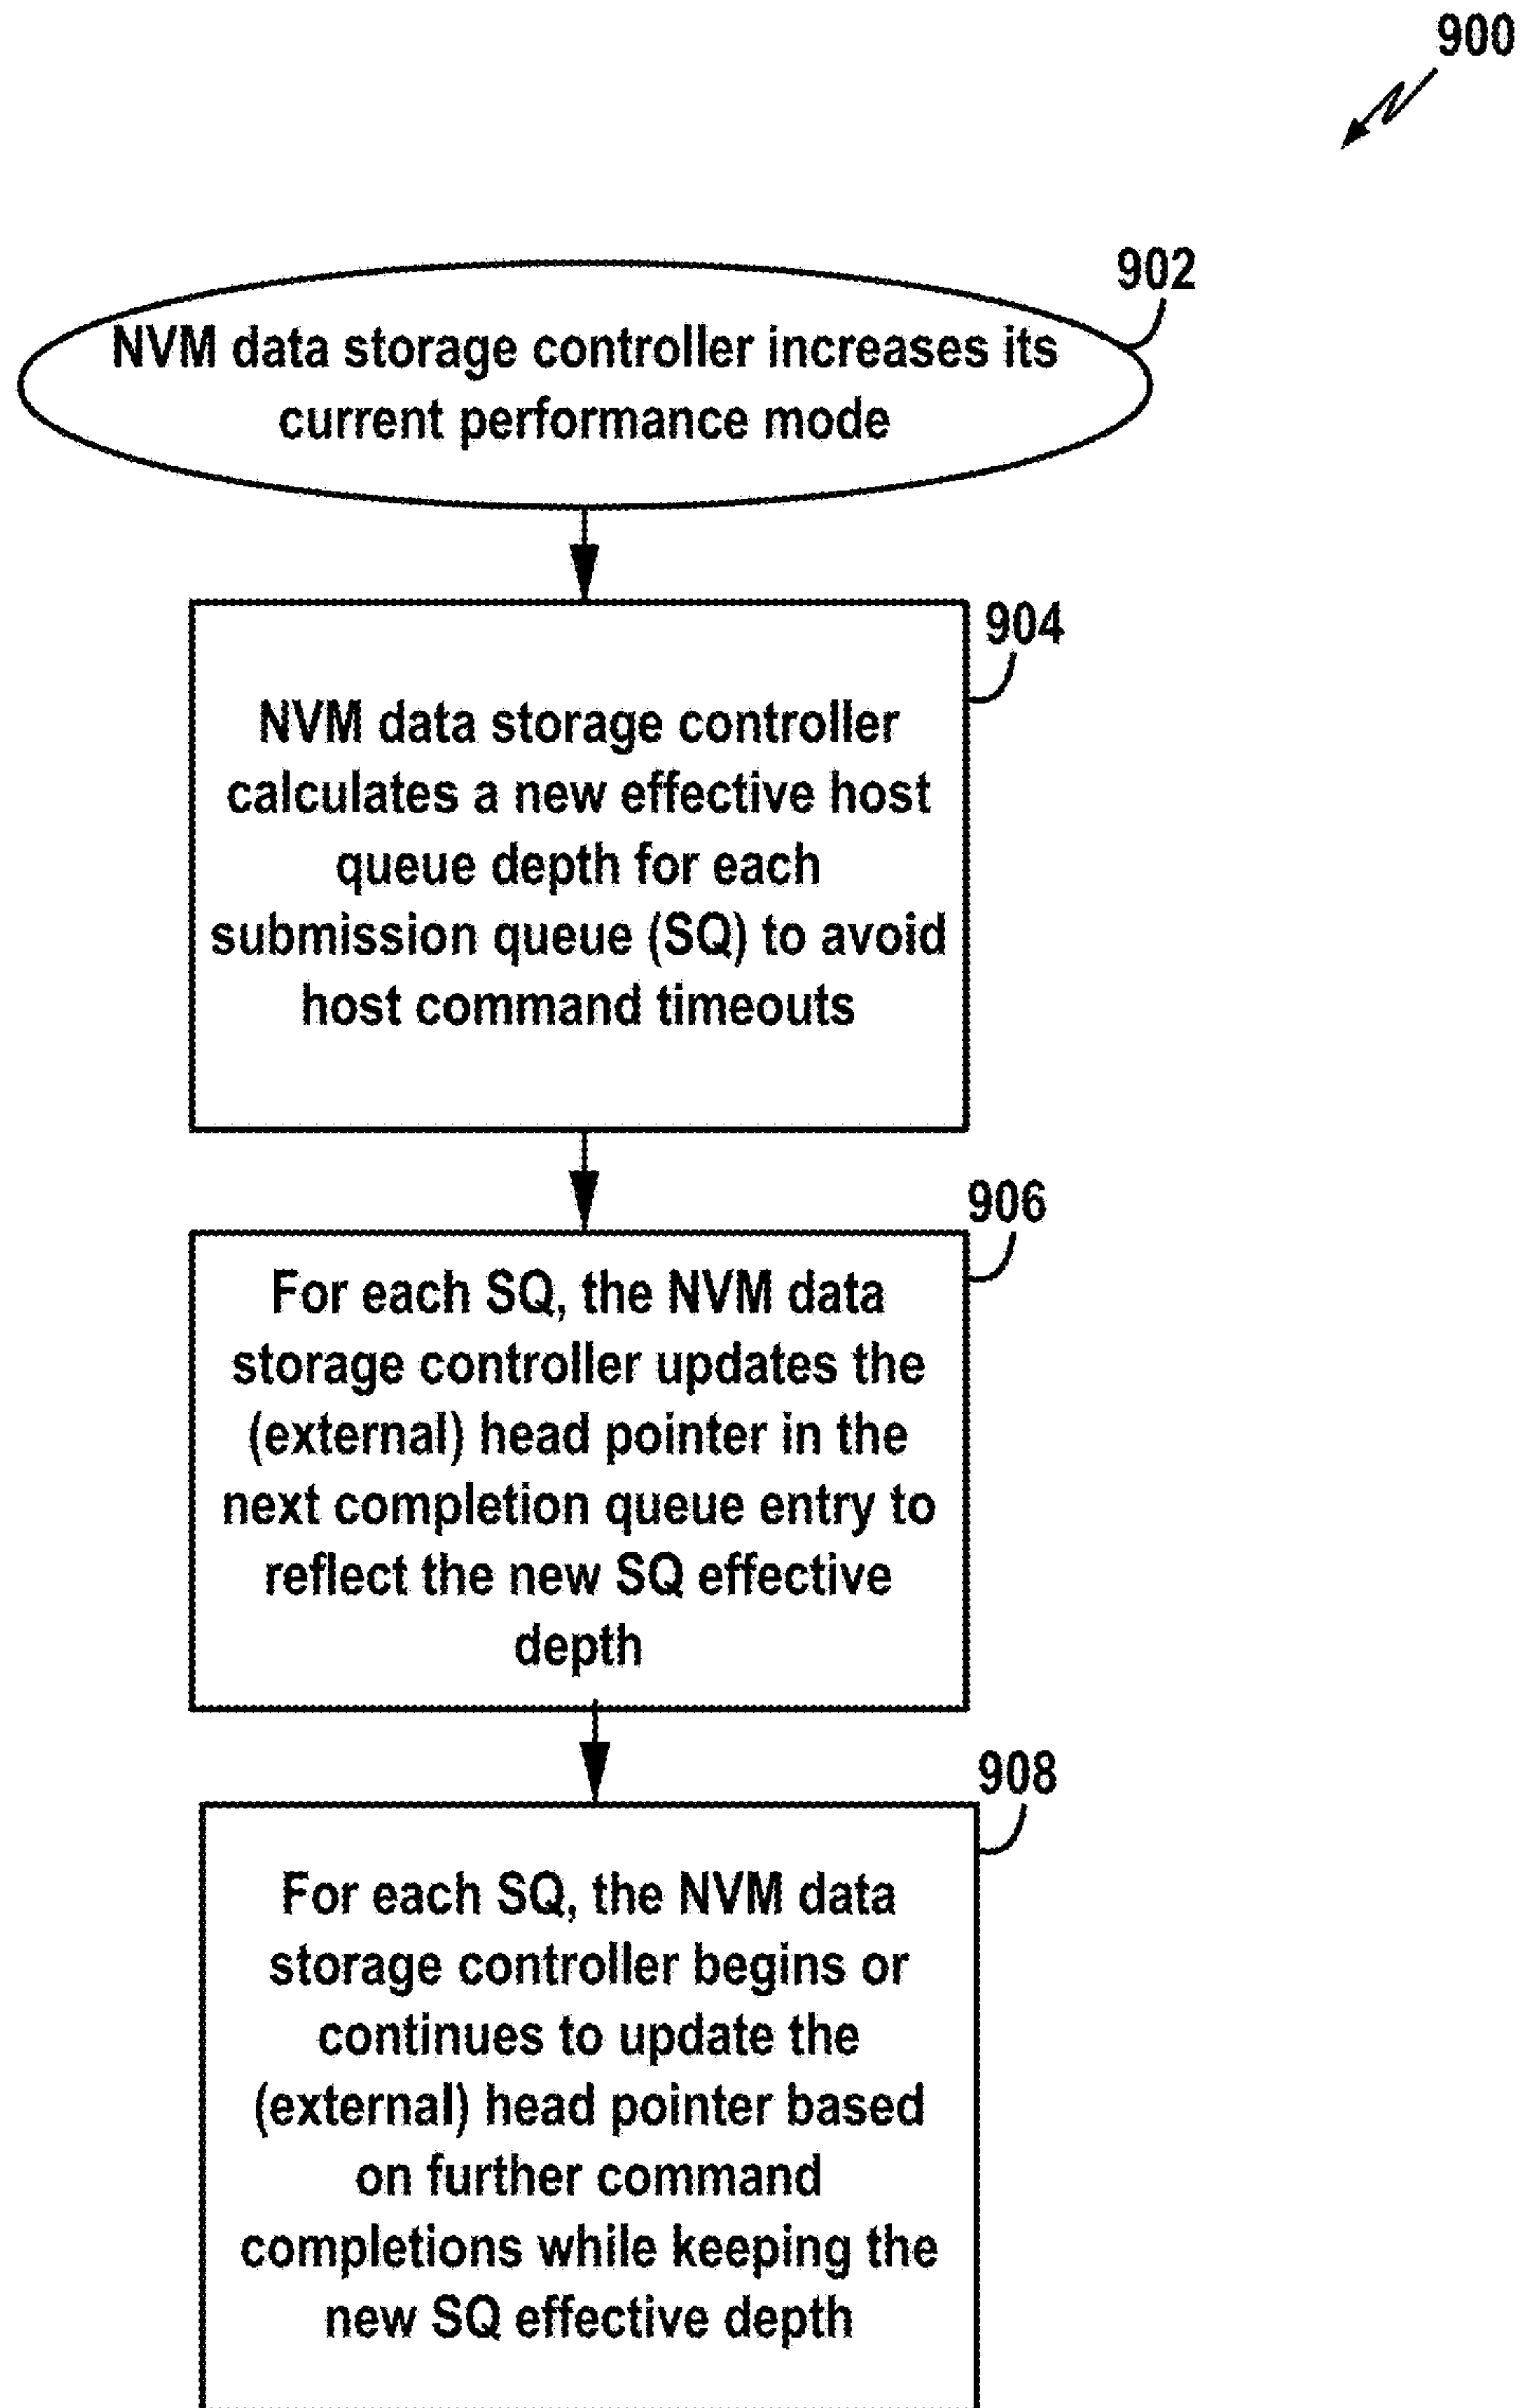 900
902
NVM data storage controller increases its
current performance mode
904
NVM data storage controller
calculates a new effective host
queue depth for each
submission queue (SQ) to avoid
host command timeouts
906
For each SQ, the NVM data
storage controller updates the
(external) head pointer in the
next completion queue entry to
reflect the new SQ effective
depth
908
For each SQ, the NVM data
storage controller begins or
continues to update the
(external) head pointer based
on further command
completions while keeping the
new SQ effective depth